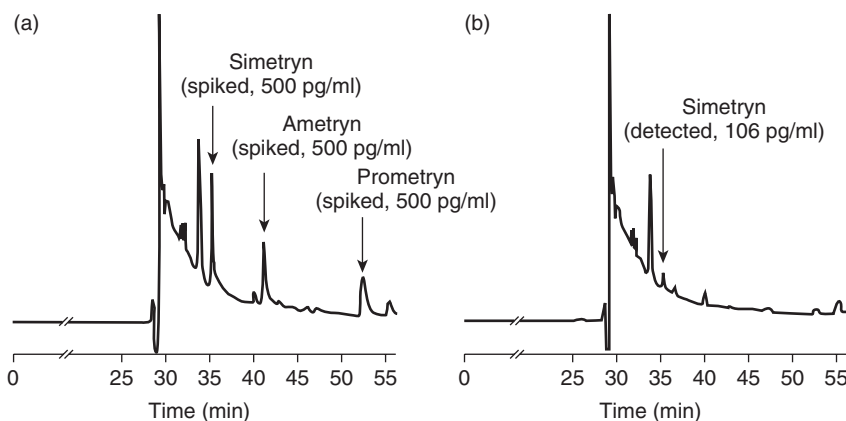 (a)
Simetryn
(spiked, 500 pg/ml)
Ametryn
(spiked, 500 pg/ml)
Prometryn
(spiked, 500 pg/ml)
0 25 30 35 40 45 50 55
Time (min)
(b)
Simetryn
(detected, 106 pg/ml)
0 25 30 35 40 45 50 55
Time (min)